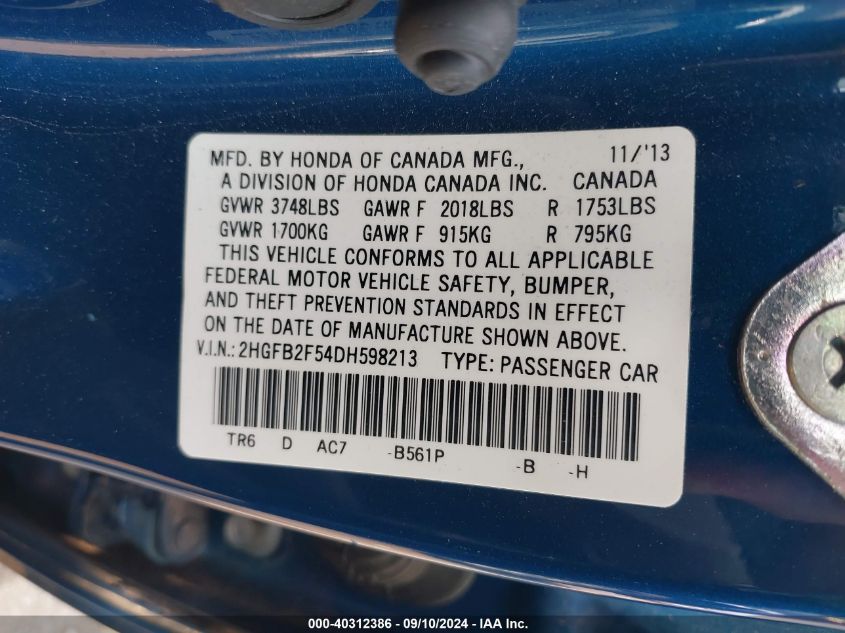 MFD. BY HONDA OF CANADA MFG., 11/'13
A DIVISION OF HONDA CANADA INC. CANADA
GVWR 3748LBS GAWR F 2018LBS R 1753LBS
GVWR 1700KG GAWR F 915KG R 795KG
THIS VEHICLE CONFORMS TO ALL APPLICABLE
FEDERAL MOTOR VEHICLE SAFETY, BUMPER,
AND THEFT PREVENTION STANDARDS IN EFFECT
ON THE DATE OF MANUFACTURE SHOWN ABOVE.
V.I.N.: 2HGFB2F54DH598213 TYPE: PASSENGER CAR
TR6 D AC7 -B561P -B -H
000-40312386 - 09/10/2024 - IAA Inc.